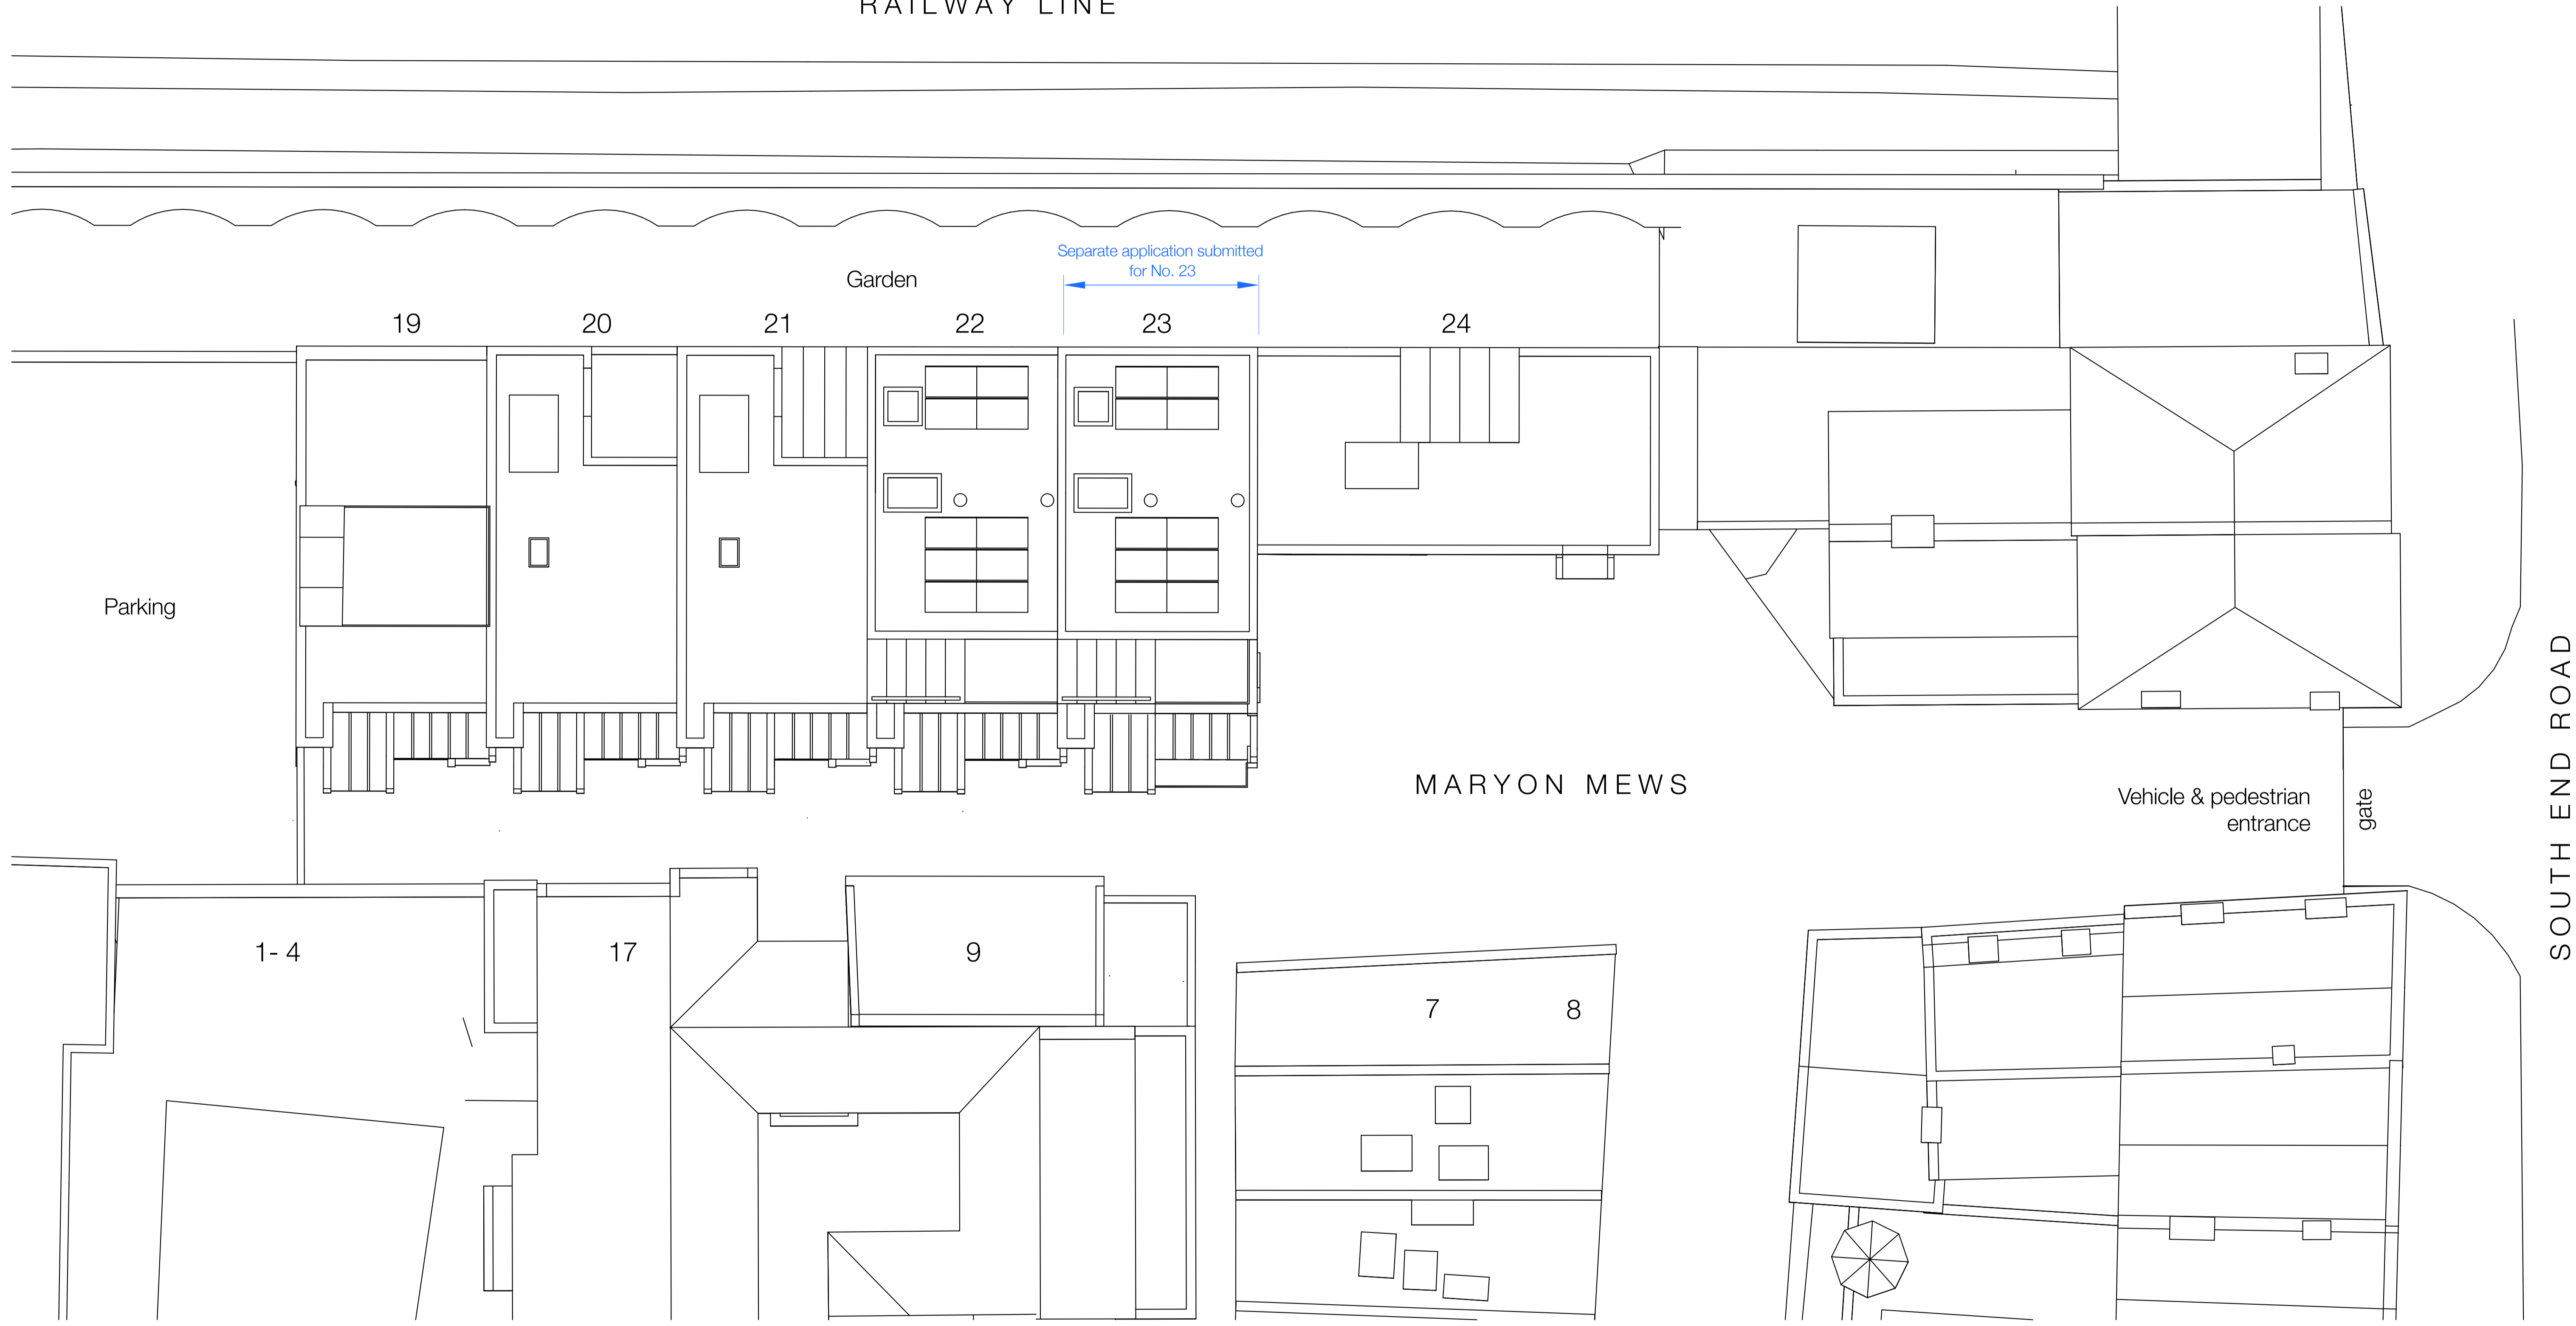 RAILWAY LINE
Separate application submitted
for No. 23
Garden
19
20
21
22
23
24
Parking
MARYON MEWS
Vehicle & pedestrian
entrance
gate
SOUTH END ROAD
1- 4
17
9
7
8